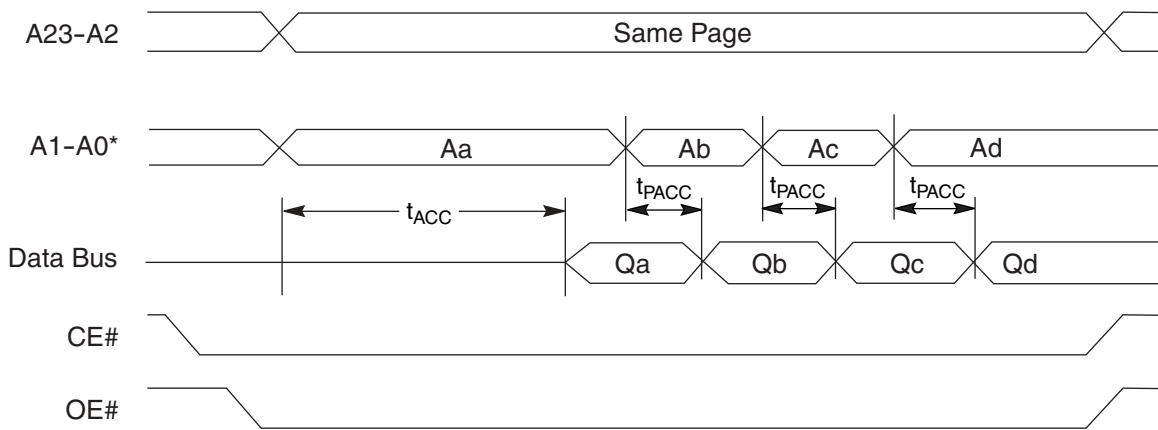 A23–A2
Same Page
A1–A0*
Aa
Ab
Ac
Ad
tACC
tPACC
tPACC
tPACC
Data Bus
Qa
Qb
Qc
Qd
CE#
OE#